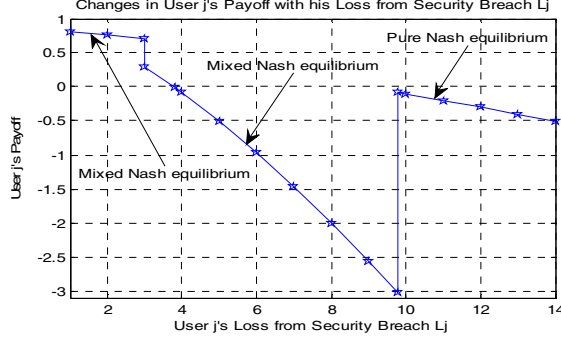 Changes in User j's Payoff with his Loss from Security Breach Lj
1
0.5
0
-0.5
-1
-1.5
-2
-2.5
-3
User j's Payoff
Pure Nash equilibrium
Mixed Nash equilibrium
Mixed Nash equilibrium
2 4 6 8 10 12 14
User j's Loss from Security Breach Lj